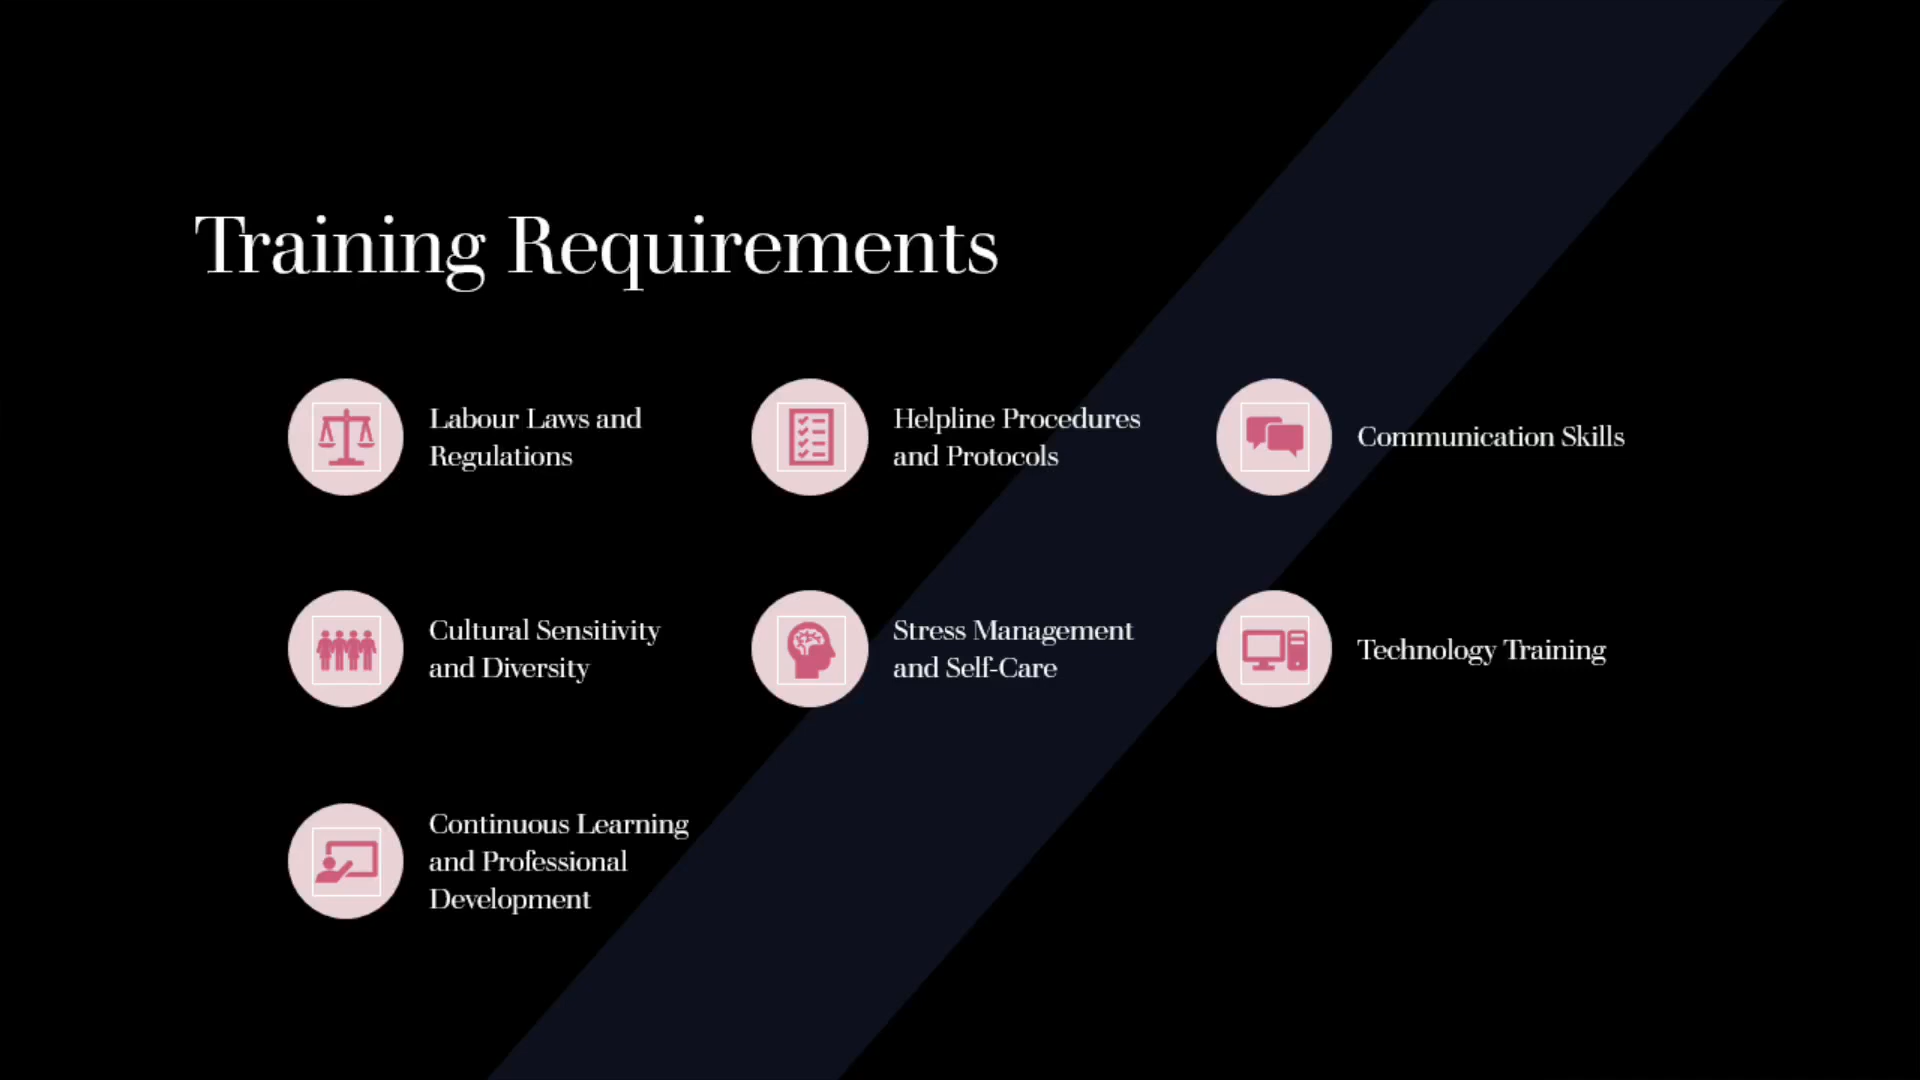 Training Requirements
Labour Laws and
Regulations
Helpline Procedures
and Protocols
Communication Skills
Cultural Sensitivity
and Diversity
Stress Management
and Self-Care
Technology Training
Continuous Learning
and Professional
Development